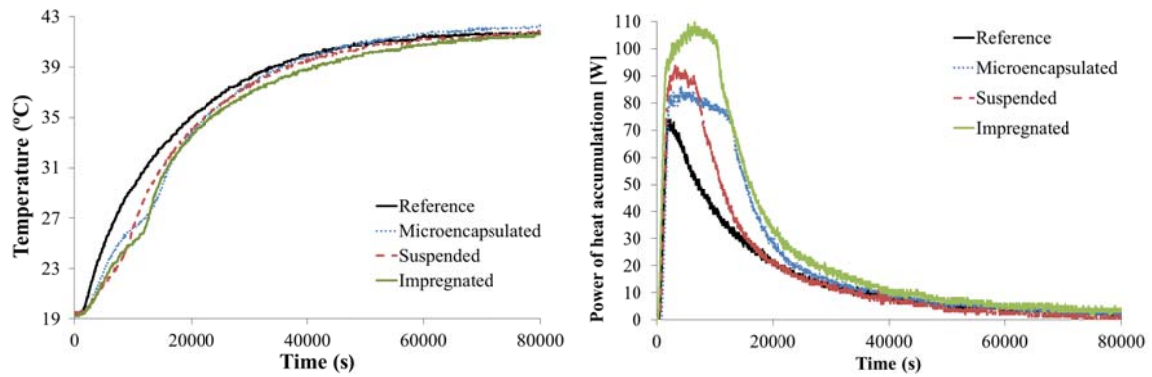 Temperature (ºC)
43
39
35
31
27
23
19
0
20000
40000
60000
80000
Time (s)
Reference
Microencapsulated
Suspended
Impregnated
Power of heat accumulationn [W]
110
100
90
80
70
60
50
40
30
20
10
0
0
20000
40000
60000
80000
Time (s)
Reference
Microencapsulated
Suspended
Impregnated